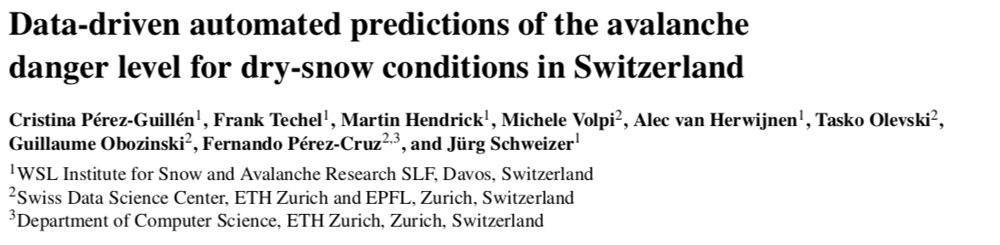 Data-driven automated predictions of the avalanche
danger level for dry-snow conditions in Switzerland
Cristina Pérez-Guillén¹, Frank Techel¹, Martin Hendrick¹, Michele Volpi², Alec van Herwijnen¹, Tasko Olevski²,
Guillaume Obozinski², Fernando Pérez-Cruz²,³, and Jürg Schweizer¹
¹WSL Institute for Snow and Avalanche Research SLF, Davos, Switzerland
²Swiss Data Science Center, ETH Zurich and EPFL, Zurich, Switzerland
³Department of Computer Science, ETH Zurich, Zurich, Switzerland